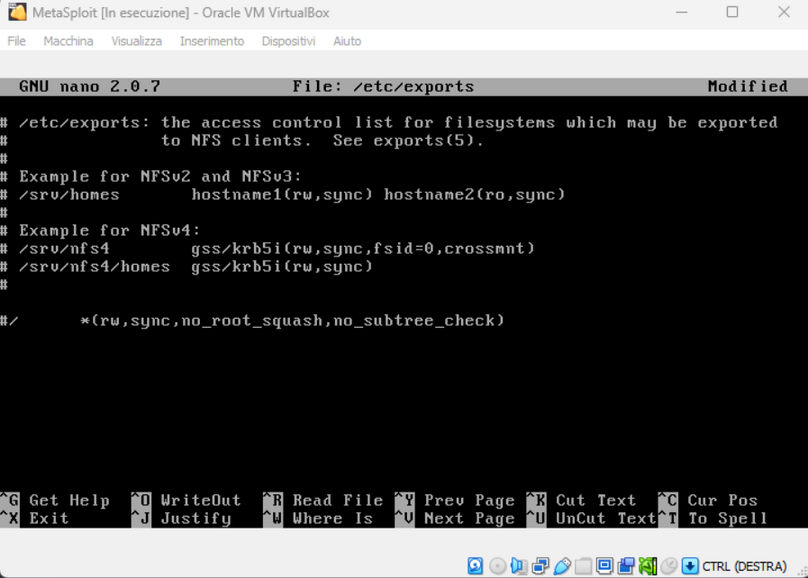 MetaSploit [In esecuzione] - Oracle VM VirtualBox
File Macchina Visualizza Inserimento Dispositivi Aiuto
GNU nano 2.0.7 File: /etc/exports Modified
# /etc/exports: the access control list for filesystems which may be exported
# to NFS clients. See exports(5).
#
# Example for NFSv2 and NFSv3:
# /srv/homes hostname1(rw,sync) hostname2(ro,sync)
#
# Example for NFSv4:
# /srv/nfs4 gss/krb5i(rw,sync,fsid=0,crossmnt)
# /srv/nfs4/homes gss/krb5i(rw,sync)
#
#/ *(rw,sync,no_root_squash,no_subtree_check)
^G Get Help ^O WriteOut ^R Read File ^Y Prev Page ^K Cut Text ^C Cur Pos
^X Exit ^J Justify ^W Where Is ^V Next Page ^U UnCut Text ^T To Spell
CTRL (DESTRA)